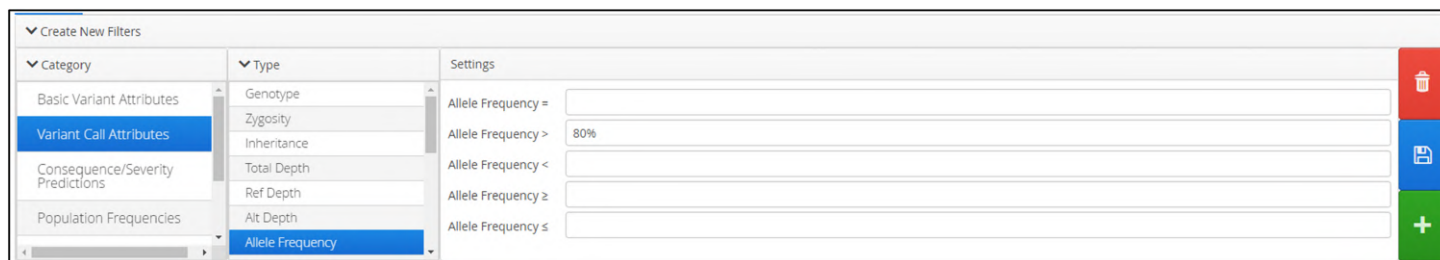 Create New Filters
Category
Basic Variant Attributes
Variant Call Attributes
Consequence/Severity
Predictions
Population Frequencies
Type
Genotype
Zygosity
Inheritance
Total Depth
Ref Depth
Alt Depth
Allele Frequency
Settings
Allele Frequency =
Allele Frequency > 80%
Allele Frequency <
Allele Frequency ≥
Allele Frequency ≤